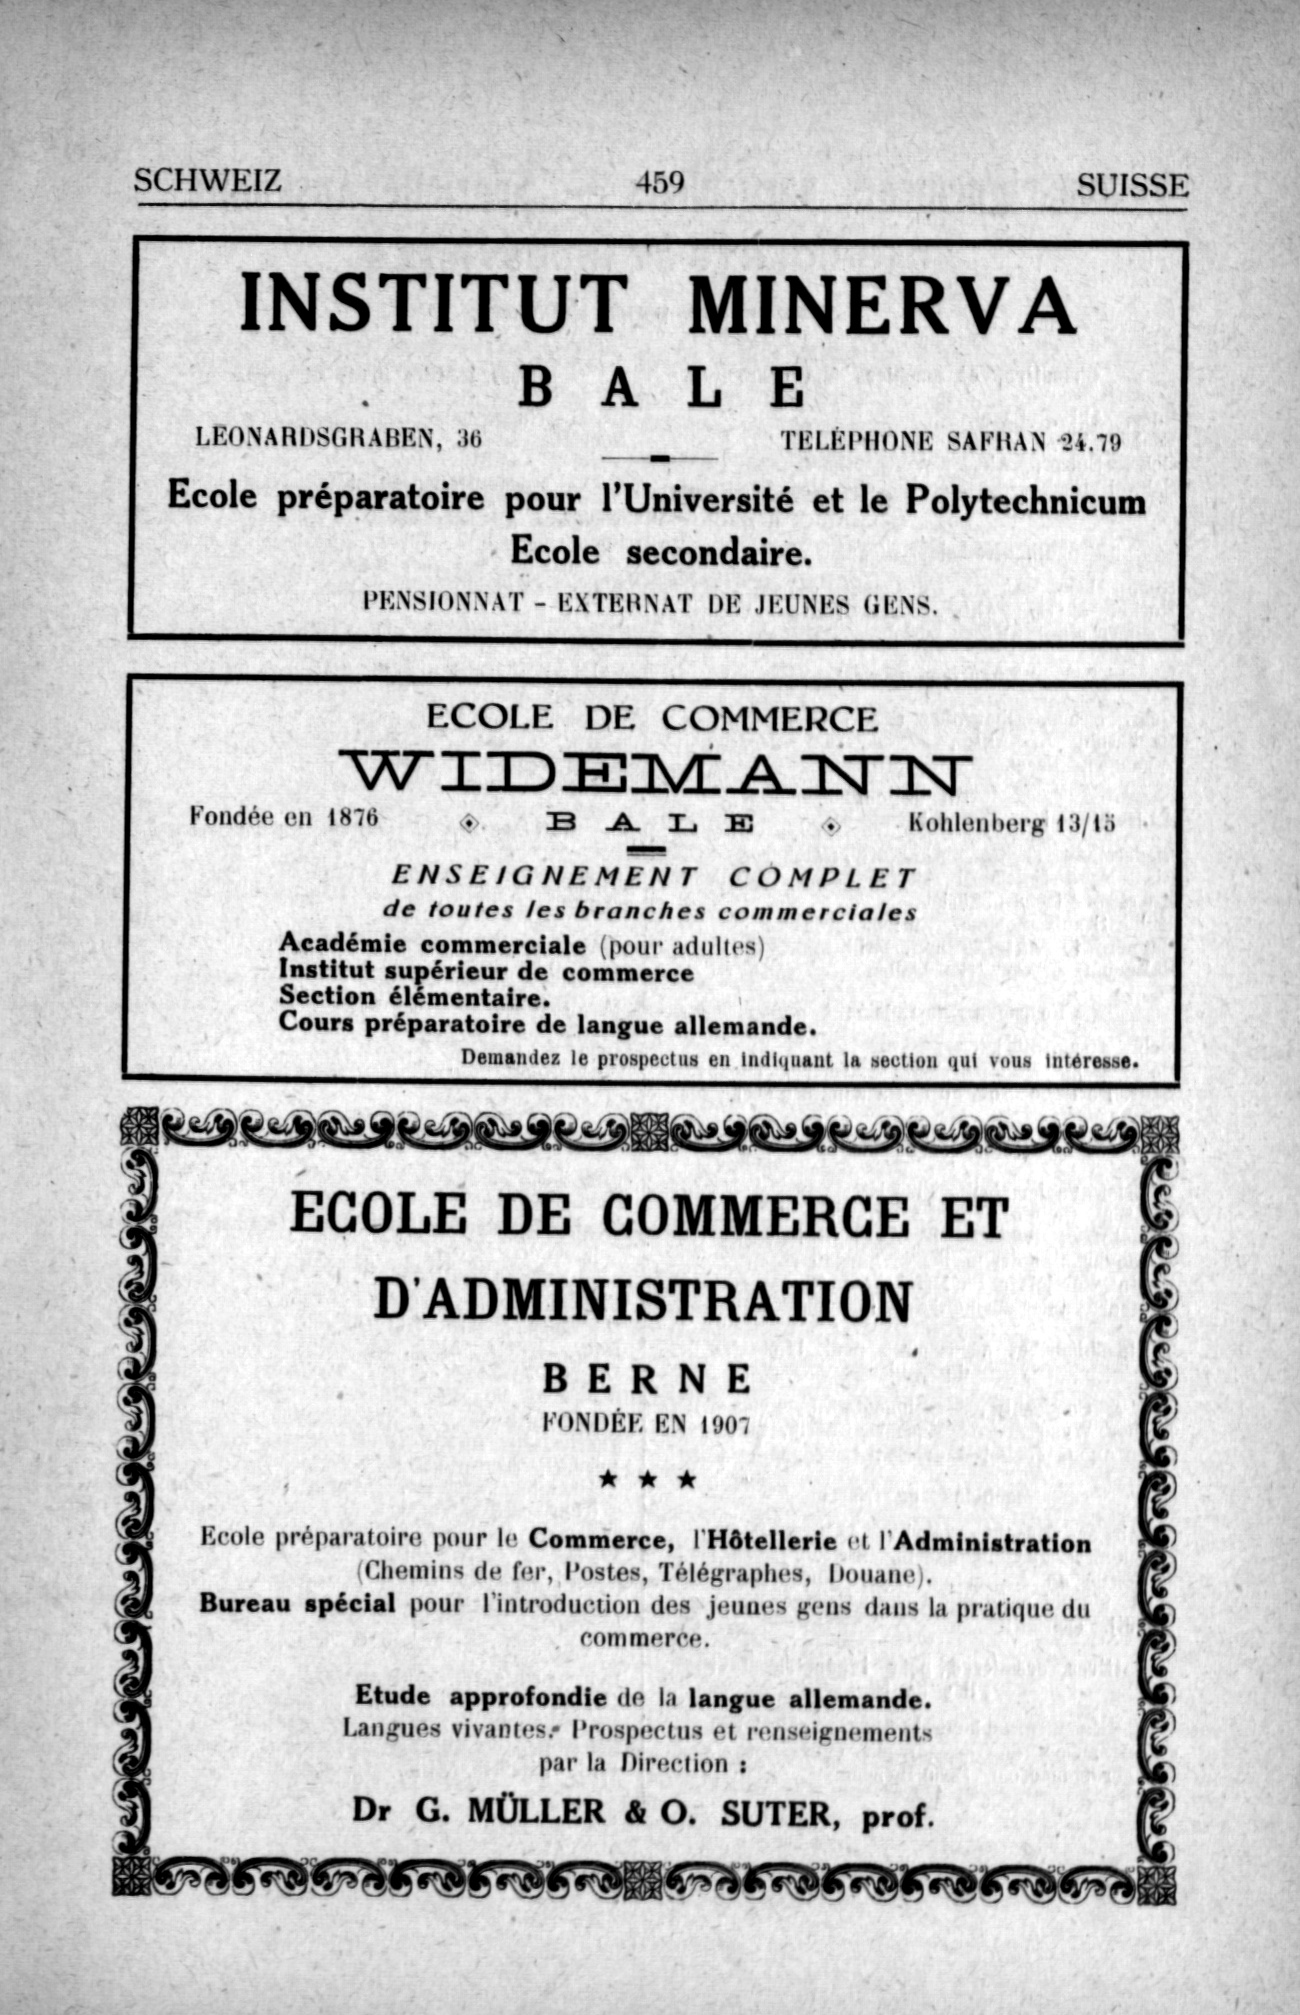 SCHWEIZ 459 SUISSE
INSTITUT MINERVA
BALE
LEONARDSGRABEN, 36 TELÉPHONE SAFRAN 24.79
Ecole préparatoire pour l'Université et le Polytechnicum
Ecole secondaire.
PENSIONNAT - EXTERNAT DE JEUNES GENS.
ECOLE DE COMMERCE
WIDEMANN
Fondée en 1876 BALE Kohlenberg 13/15
ENSEIGNEMENT COMPLET
de toutes les branches commerciales
Académie commerciale (pour adultes)
Institut supérieur de commerce
Section élémentaire.
Cours préparatoire de langue allemande.
Demandez le prospectus en indiquant la section qui vous intéresse.
ECOLE DE COMMERCE ET
D'ADMINISTRATION
BERNE
FONDÉE EN 1907
★ ★ ★
Ecole préparatoire pour le Commerce, l'Hôtellerie et l'Administration
(Chemins de fer, Postes, Télégraphes, Douane).
Bureau spécial pour l'introduction des jeunes gens dans la pratique du
commerce.
Etude approfondie de la langue allemande.
Langues vivantes. Prospectus et renseignements
par la Direction :
Dr G. MÜLLER & O. SUTER, prof.